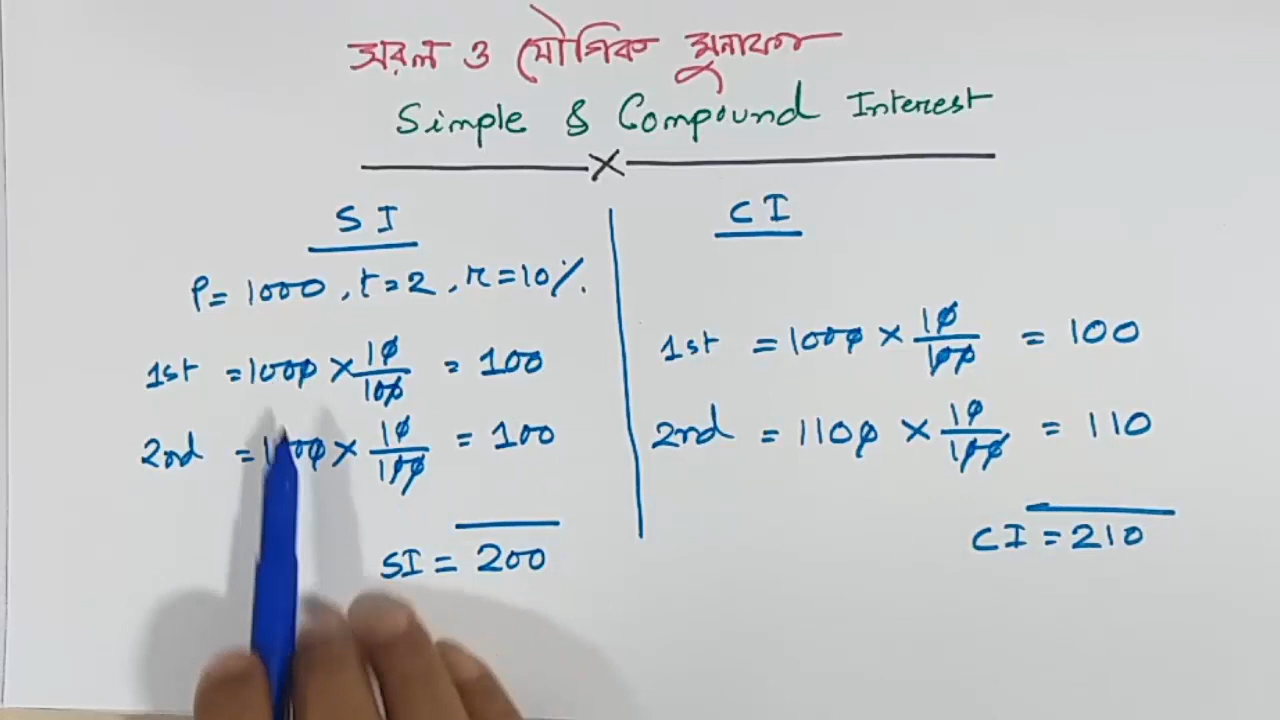 সরল ও যৌগিক মুনাফা
Simple & Compound Interest
SI
P = 1000, t = 2, r = 10%.
1st = 1000 × 10/100 = 100
2nd = 1000 × 10/100 = 100
SI = 200
CI
1st = 1000 × 10/100 = 100
2nd = 1100 × 10/100 = 110
CI = 210